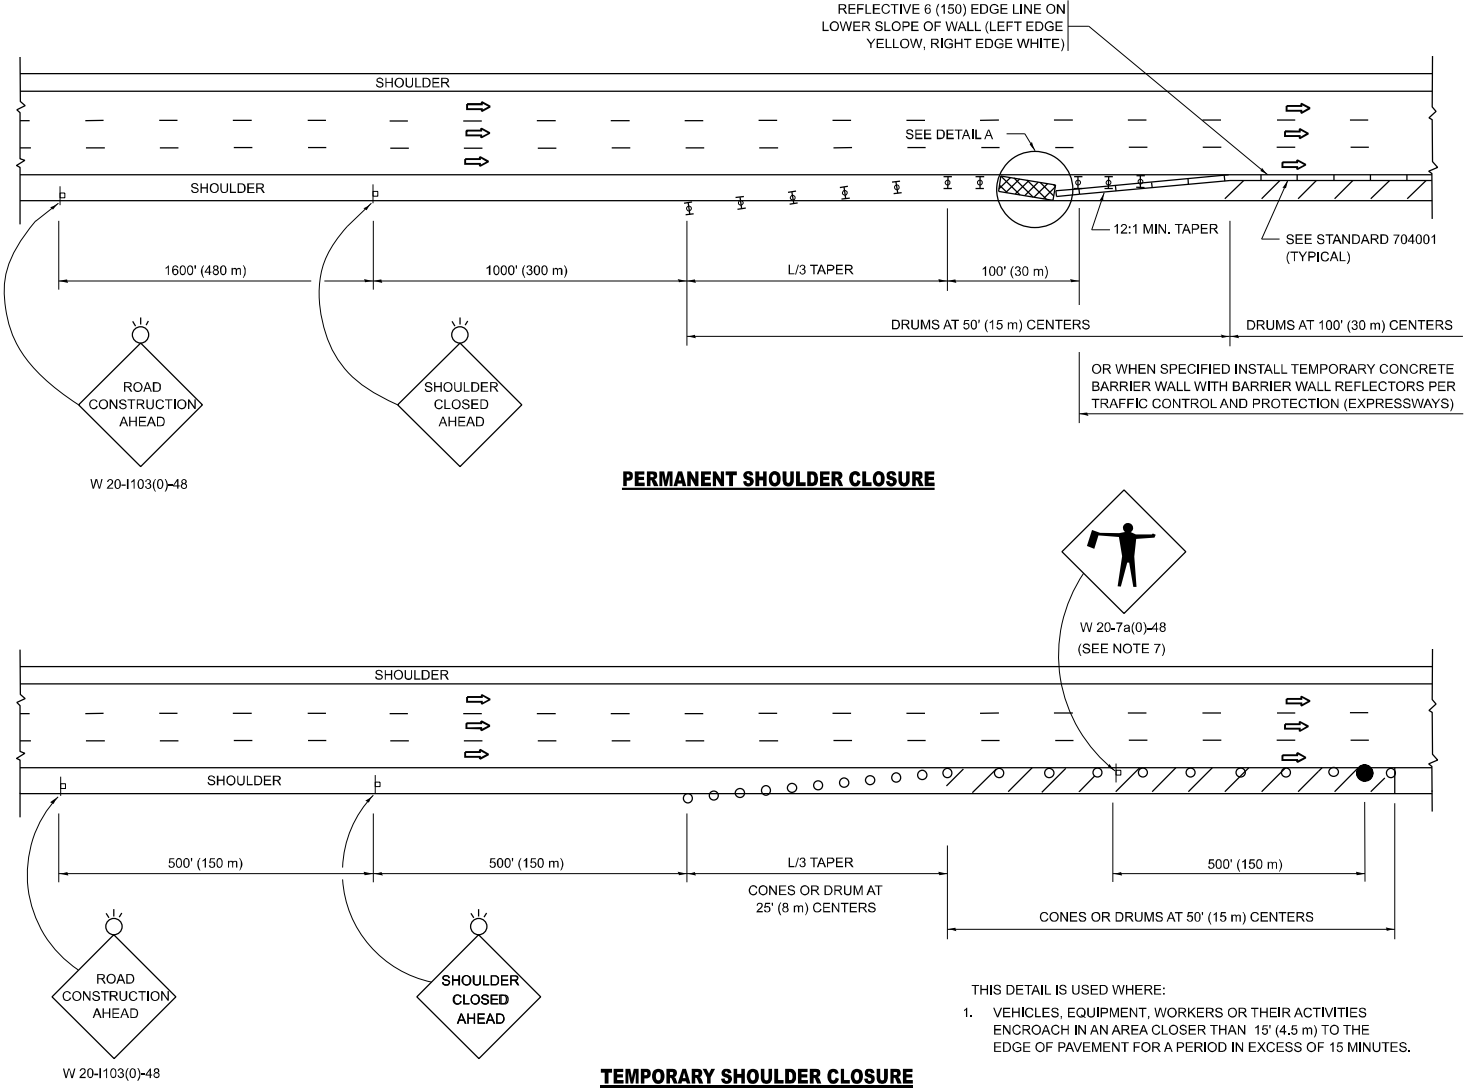 REFLECTIVE 6 (150) EDGE LINE ON
LOWER SLOPE OF WALL (LEFT EDGE
YELLOW, RIGHT EDGE WHITE)
SHOULDER
SEE DETAIL A
SHOULDER
12:1 MIN. TAPER
SEE STANDARD 704001
(TYPICAL)
1600' (480 m)
1000' (300 m)
L/3 TAPER
100' (30 m)
DRUMS AT 50' (15 m) CENTERS
DRUMS AT 100' (30 m) CENTERS
OR WHEN SPECIFIED INSTALL TEMPORARY CONCRETE
BARRIER WALL WITH BARRIER WALL REFLECTORS PER
TRAFFIC CONTROL AND PROTECTION (EXPRESSWAYS)
ROAD
CONSTRUCTION
AHEAD
W 20-I103(0)-48
SHOULDER
CLOSED
AHEAD
PERMANENT SHOULDER CLOSURE
W 20-7a(0)-48
(SEE NOTE 7)
SHOULDER
SHOULDER
500' (150 m)
500' (150 m)
L/3 TAPER
CONES OR DRUM AT
25' (8 m) CENTERS
500' (150 m)
CONES OR DRUMS AT 50' (15 m) CENTERS
ROAD
CONSTRUCTION
AHEAD
W 20-I103(0)-48
SHOULDER
CLOSED
AHEAD
THIS DETAIL IS USED WHERE:
1. VEHICLES, EQUIPMENT, WORKERS OR THEIR ACTIVITIES
ENCROACH IN AN AREA CLOSER THAN 15' (4.5 m) TO THE
EDGE OF PAVEMENT FOR A PERIOD IN EXCESS OF 15 MINUTES.
TEMPORARY SHOULDER CLOSURE